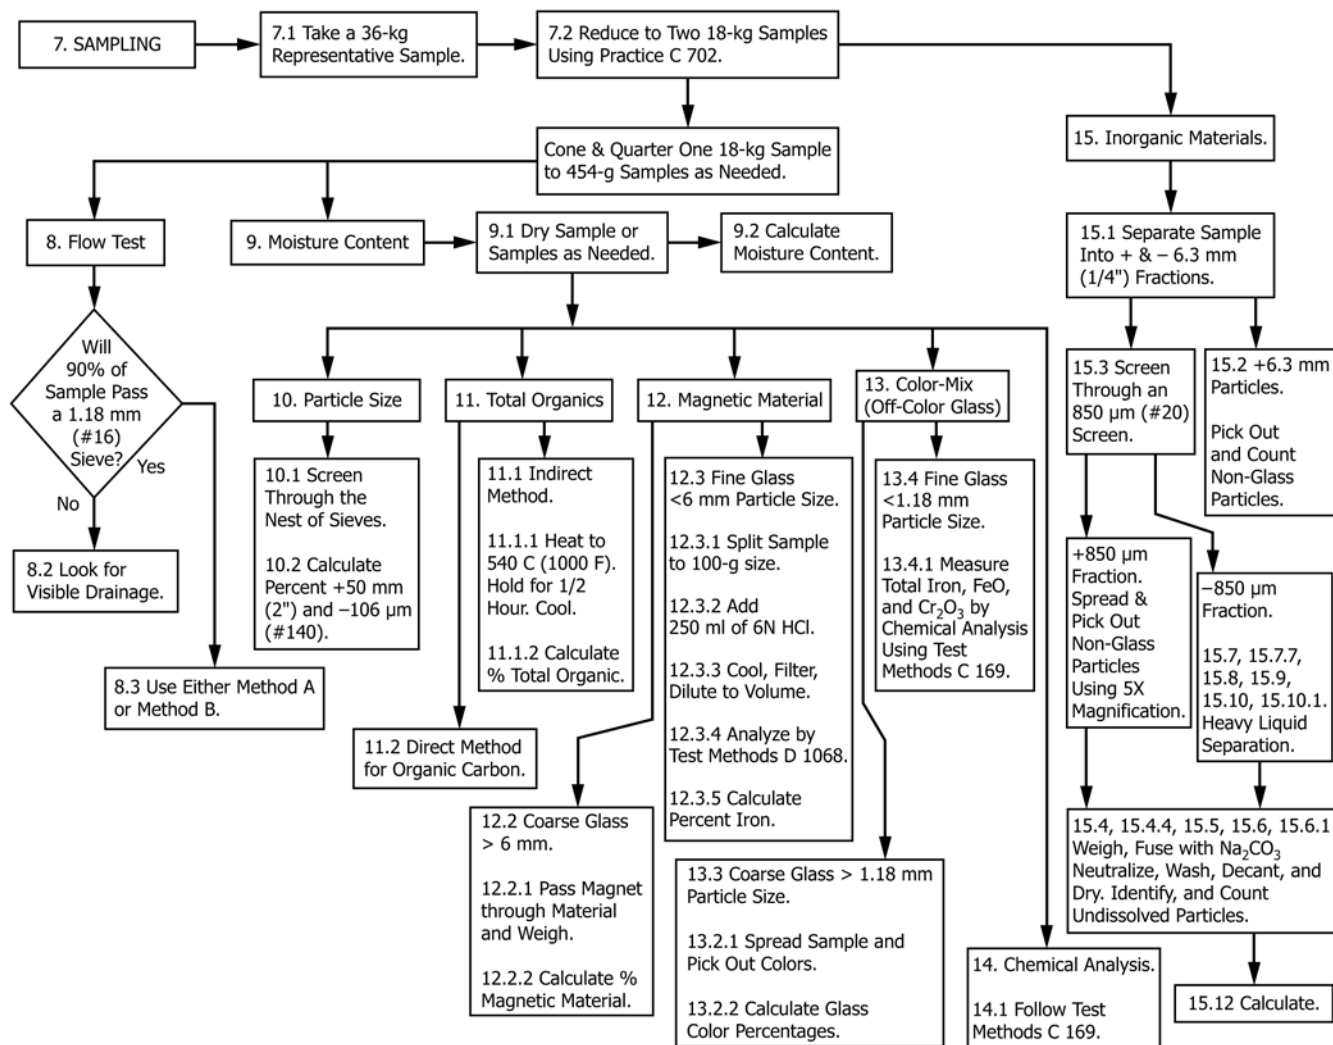 7. SAMPLING
7.1 Take a 36-kg
Representative Sample.
7.2 Reduce to Two 18-kg Samples
Using Practice C 702.
Cone & Quarter One 18-kg Sample
to 454-g Samples as Needed.
15. Inorganic Materials.
8. Flow Test
9. Moisture Content
9.1 Dry Sample or
Samples as Needed.
9.2 Calculate
Moisture Content.
15.1 Separate Sample
Into + & – 6.3 mm
(1/4") Fractions.
Will
90% of
Sample Pass
a 1.18 mm
(#16)
Sieve?
Yes
No
8.2 Look for
Visible Drainage.
8.3 Use Either Method A
or Method B.
10. Particle Size
10.1 Screen
Through the
Nest of Sieves.
10.2 Calculate
Percent +50 mm
(2") and –106 µm
(#140).
11. Total Organics
11.1 Indirect
Method.
11.1.1 Heat to
540 C (1000 F).
Hold for 1/2
Hour. Cool.
11.1.2 Calculate
% Total Organic.
11.2 Direct Method
for Organic Carbon.
12. Magnetic Material
12.3 Fine Glass
<6 mm Particle Size.
12.3.1 Split Sample
to 100-g size.
12.3.2 Add
250 ml of 6N HCl.
12.3.3 Cool, Filter,
Dilute to Volume.
12.3.4 Analyze by
Test Methods D 1068.
12.3.5 Calculate
Percent Iron.
12.2 Coarse Glass
> 6 mm.
12.2.1 Pass Magnet
through Material
and Weigh.
12.2.2 Calculate %
Magnetic Material.
13. Color-Mix
(Off-Color Glass)
13.4 Fine Glass
<1.18 mm
Particle Size.
13.4.1 Measure
Total Iron, FeO,
and Cr₂O₃ by
Chemical Analysis
Using Test
Methods C 169.
13.3 Coarse Glass > 1.18 mm
Particle Size.
13.2.1 Spread Sample and
Pick Out Colors.
13.2.2 Calculate Glass
Color Percentages.
14. Chemical Analysis.
14.1 Follow Test
Methods C 169.
15.3 Screen
Through an
850 µm (#20)
Screen.
15.2 +6.3 mm
Particles.
Pick Out
and Count
Non-Glass
Particles.
+850 µm
Fraction.
Spread &
Pick Out
Non-Glass
Particles
Using 5X
Magnification.
–850 µm
Fraction.
15.7, 15.7.7,
15.8, 15.9,
15.10, 15.10.1.
Heavy Liquid
Separation.
15.4, 15.4.4, 15.5, 15.6, 15.6.1
Weigh, Fuse with Na₂CO₃
Neutralize, Wash, Decant, and
Dry. Identify, and Count
Undissolved Particles.
15.12 Calculate.